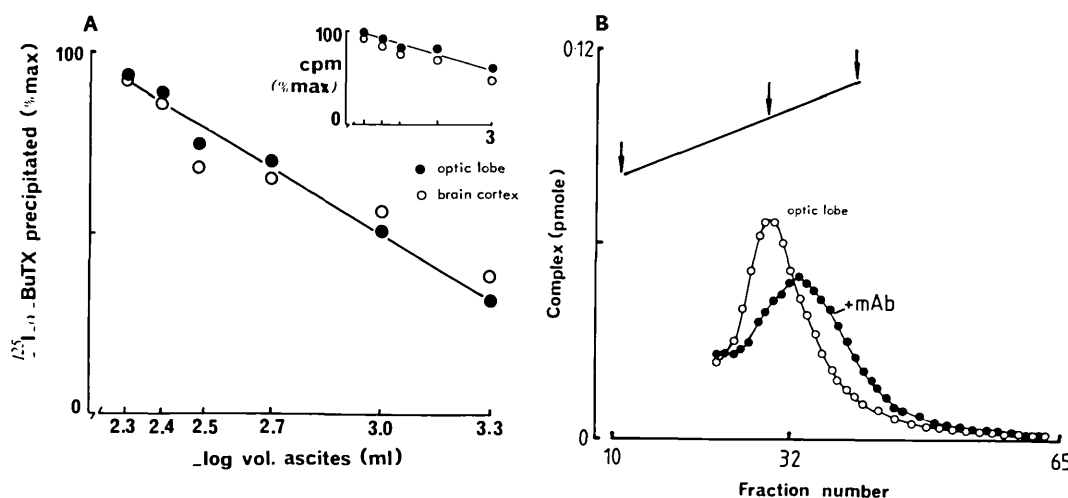 A
100
0
125I-α-BuTX precipitated (%max)
2.3 2.4 2.5 2.7 3.0 3.3
-log vol. ascites (ml)
100
cpm
(%max)
0
3
optic lobe
brain cortex
B
0·12
0
Complex (pmole)
optic lobe
+mAb
10 32 65
Fraction number